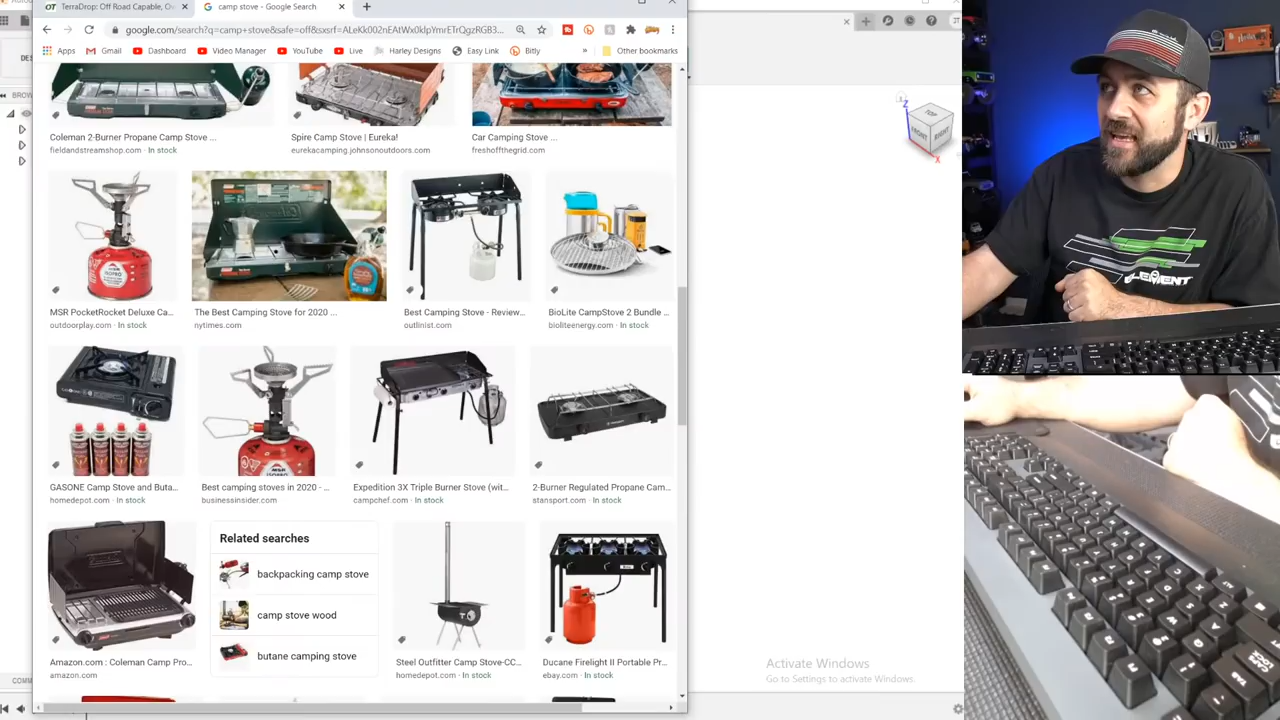 TerraDrop: Off Road Capable, O
camp stove - Google Search
google.com/search?q=camp+stove&safe=off&sxsrf=
Apps
Gmail
Dashboard
Video Manager
YouTube
Live
Harley Designs
Easy Link
Bitly
»
Other bookmarks
Coleman 2-Burner Propane Camp Stove ...
fieldandstreamshop.com · In stock
Spire Camp Stove | Eureka!
eurekacamping.johnsonoutdoors.com
Car Camping Stove ...
freshoffthegrid.com
MSR PocketRocket Deluxe Ca...
outdoorplay.com · In stock
The Best Camping Stove for 2020 ...
nytimes.com
Best Camping Stove - Review...
outlinist.com
BioLite CampStove 2 Bundle ...
bioliteenergy.com · In stock
GASONE Camp Stove and Buta...
homedepot.com · In stock
Best camping stoves in 2020 - ...
businessinsider.com
Expedition 3X Triple Burner Stove (wit...
campchef.com · In stock
2-Burner Regulated Propane Cam...
stansport.com · In stock
Amazon.com : Coleman Camp Pro...
amazon.com
Related searches
backpacking camp stove
camp stove wood
butane camping stove
Steel Outfitter Camp Stove-CC...
homedepot.com · In stock
Ducane Firelight II Portable Pr...
ebay.com · In stock
TOP
FRONT
RIGHT
Z
X
BROW
COMM
Activate Windows
Go to Settings to activate Windows.
ELEMENT